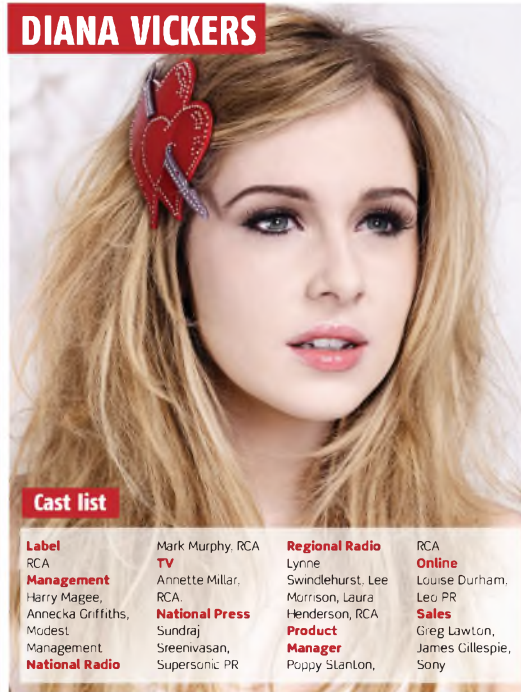 DIANA VICKERS
Cast list
Label
RCA
Management
Harry Magee,
Annecka Griffiths,
Modest
Management
National Radio
Mark Murphy, RCA
TV
Annette Millar,
RCA.
National Press
Sundraj
Sreenivasan,
Supersonic PR
Regional Radio
Lynne
Swindlehurst, Lee
Morrison, Laura
Henderson, RCA
Product
Manager
Poppy Stanton,
RCA
Online
Louise Durham,
Leo PR
Sales
Greg Lawton,
James Gillespie,
Sony